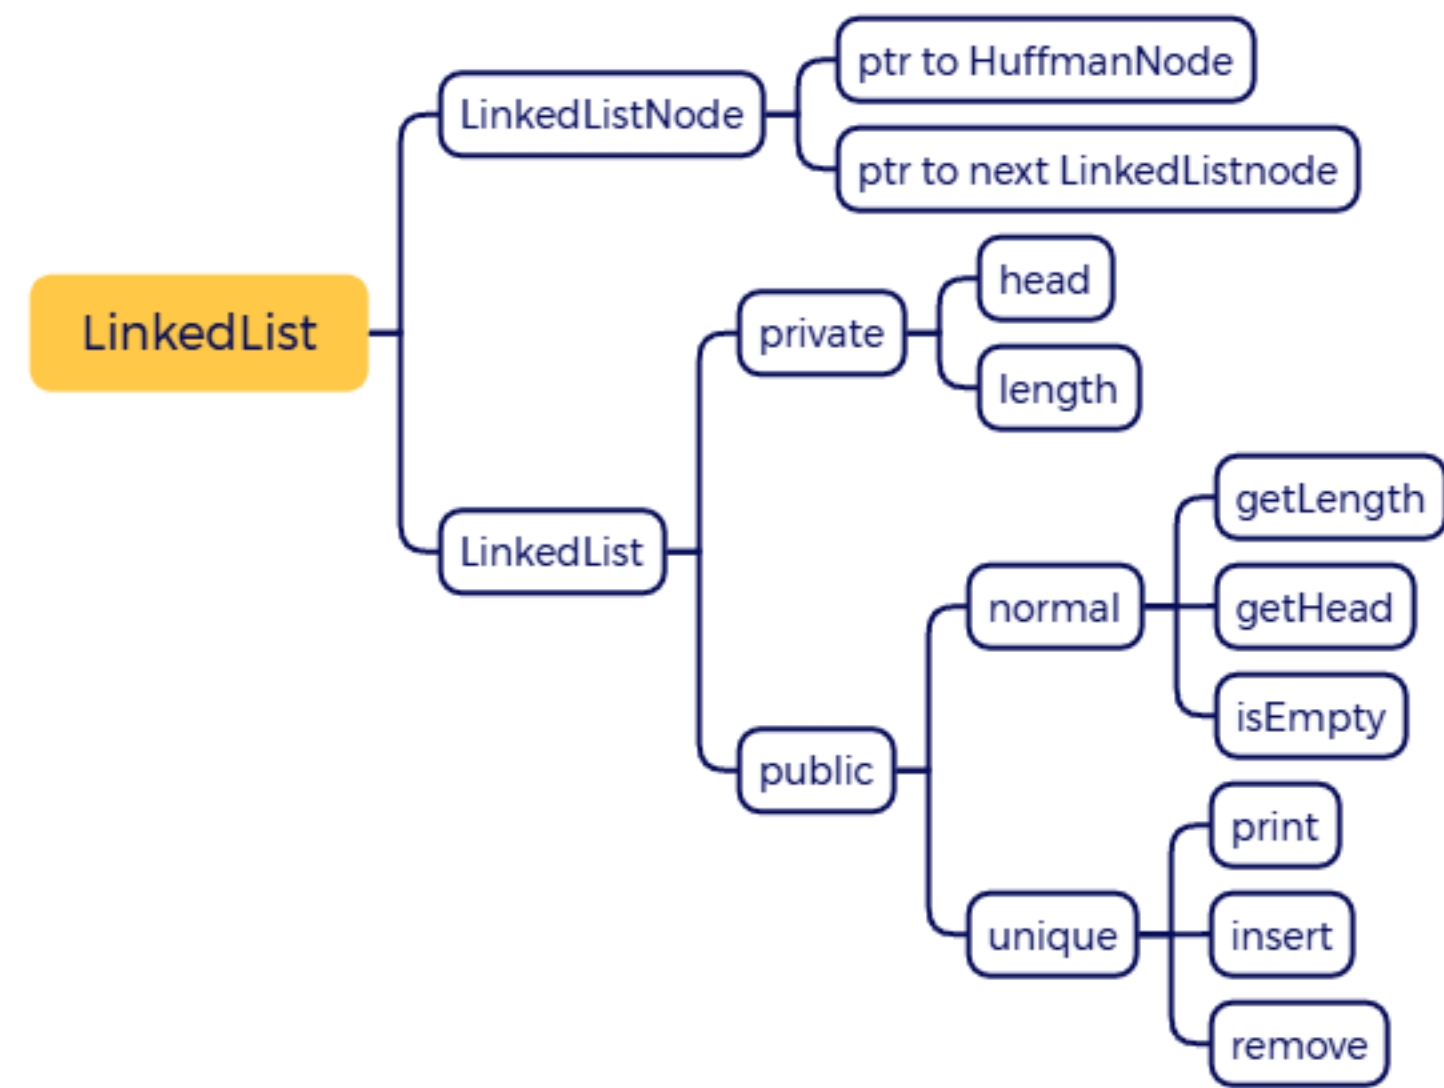 LinkedList
LinkedListNode
ptr to HuffmanNode
ptr to next LinkedListnode
LinkedList
private
head
length
public
normal
getLength
getHead
isEmpty
unique
print
insert
remove